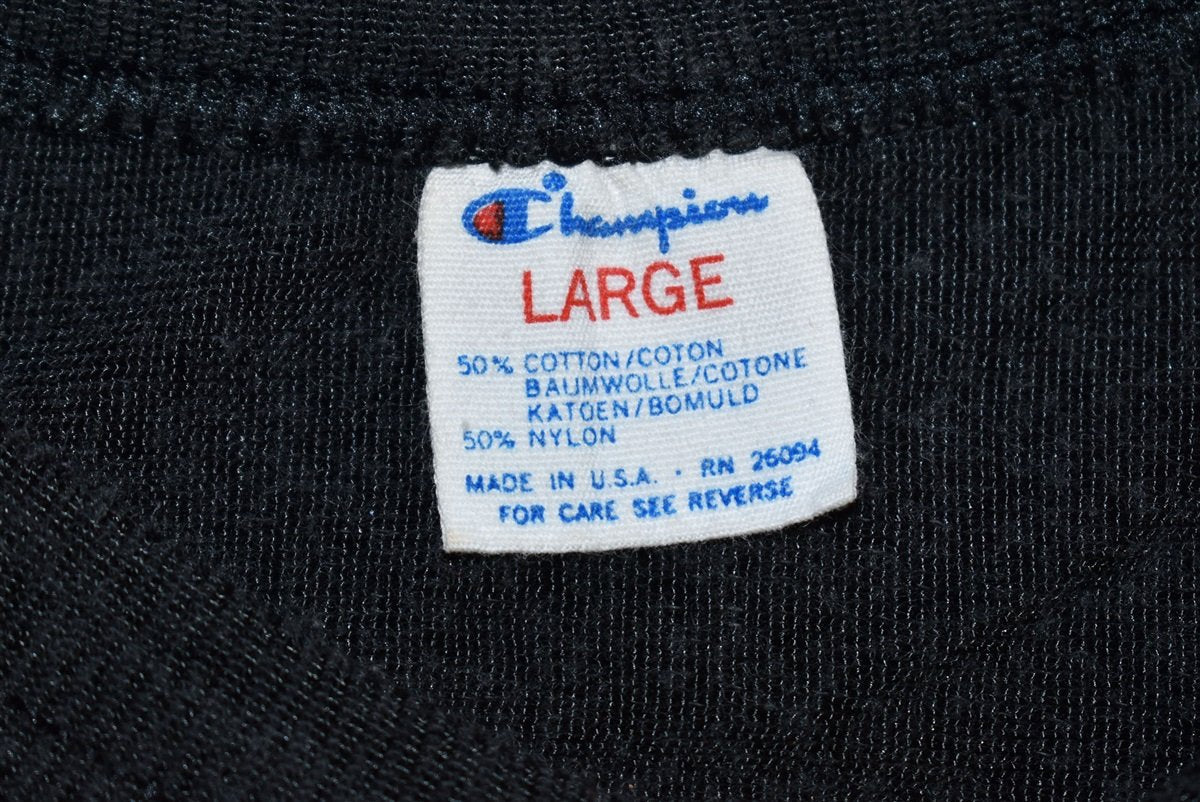 Champion
LARGE
50% COTTON/COTON
BAUMWOLLE/COTONE
KATOEN/BOMULD
50% NYLON
MADE IN U.S.A. · RN 26094
FOR CARE SEE REVERSE